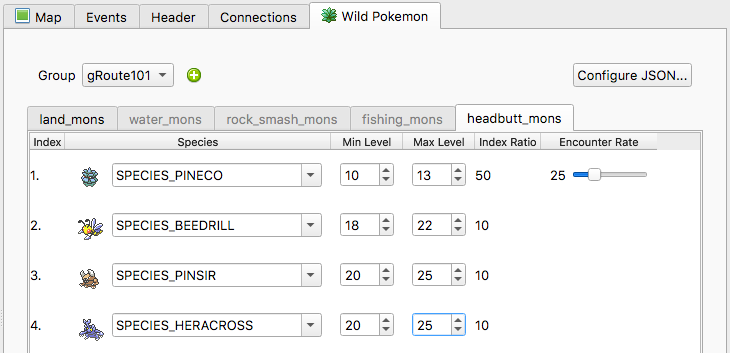 Map Events Header Connections Wild Pokemon
Group gRoute101 Configure JSON...
land_mons water_mons rock_smash_mons fishing_mons headbutt_mons
Index Species Min Level Max Level Index Ratio Encounter Rate
1. SPECIES_PINECO 10 13 50 25
2. SPECIES_BEEDRILL 18 22 10
3. SPECIES_PINSIR 20 25 10
4. SPECIES_HERACROSS 20 25 10